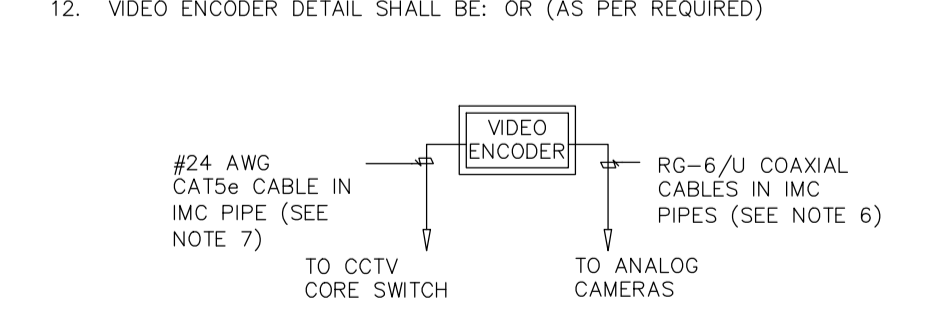 12. VIDEO ENCODER DETAIL SHALL BE: OR (AS PER REQUIRED)
VIDEO
ENCODER
#24 AWG
CAT5e CABLE IN
IMC PIPE (SEE
NOTE 7)
RG-6/U COAXIAL
CABLES IN IMC
PIPES (SEE NOTE 6)
TO CCTV
CORE SWITCH
TO ANALOG
CAMERAS